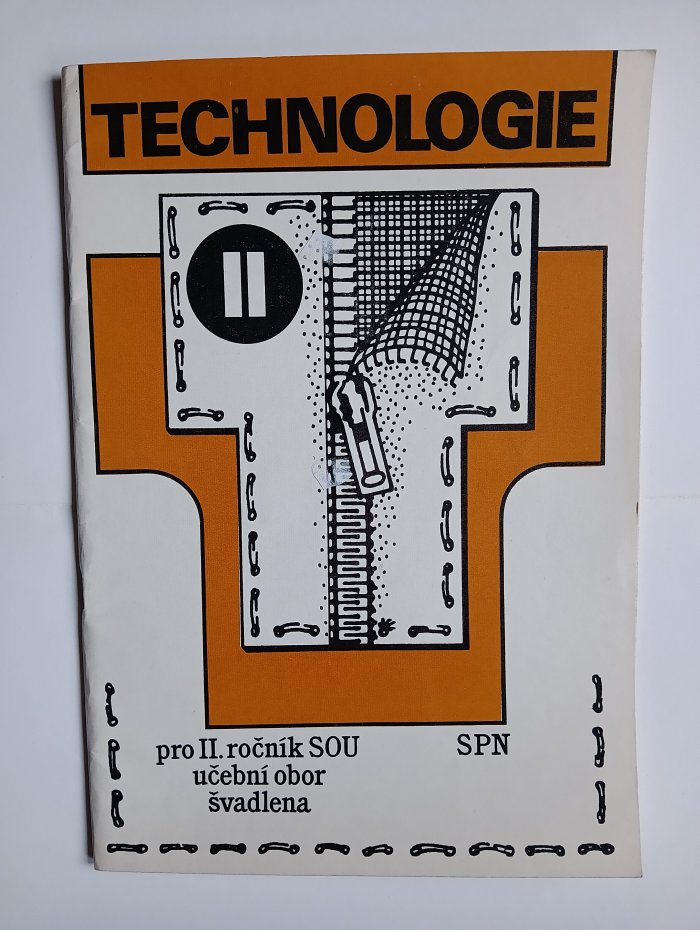 TECHNOLOGIE
II
pro II. ročník SOU
učební obor
švadlena
SPN